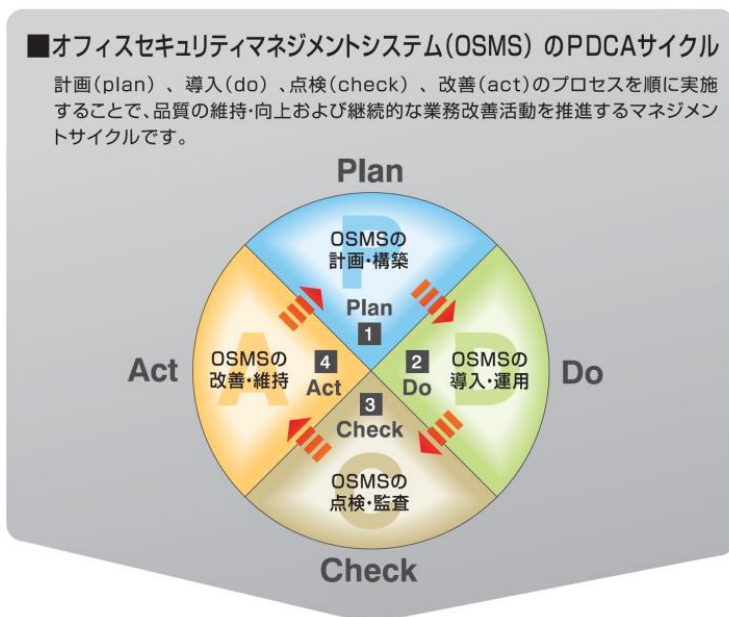 ■オフィスセキュリティマネジメントシステム(OSMS) のPDCAサイクル
計画(plan) 、導入(do) 、点検(check) 、改善(act)のプロセスを順に実施
することで、品質の維持・向上および継続的な業務改善活動を推進するマネジメン
トサイクルです。
Plan
P
OSMSの
計画・構築
Plan
1
Act
A
OSMSの
改善・維持
4
Act
2
Do
D
OSMSの
導入・運用
Do
3
Check
C
OSMSの
点検・監査
Check